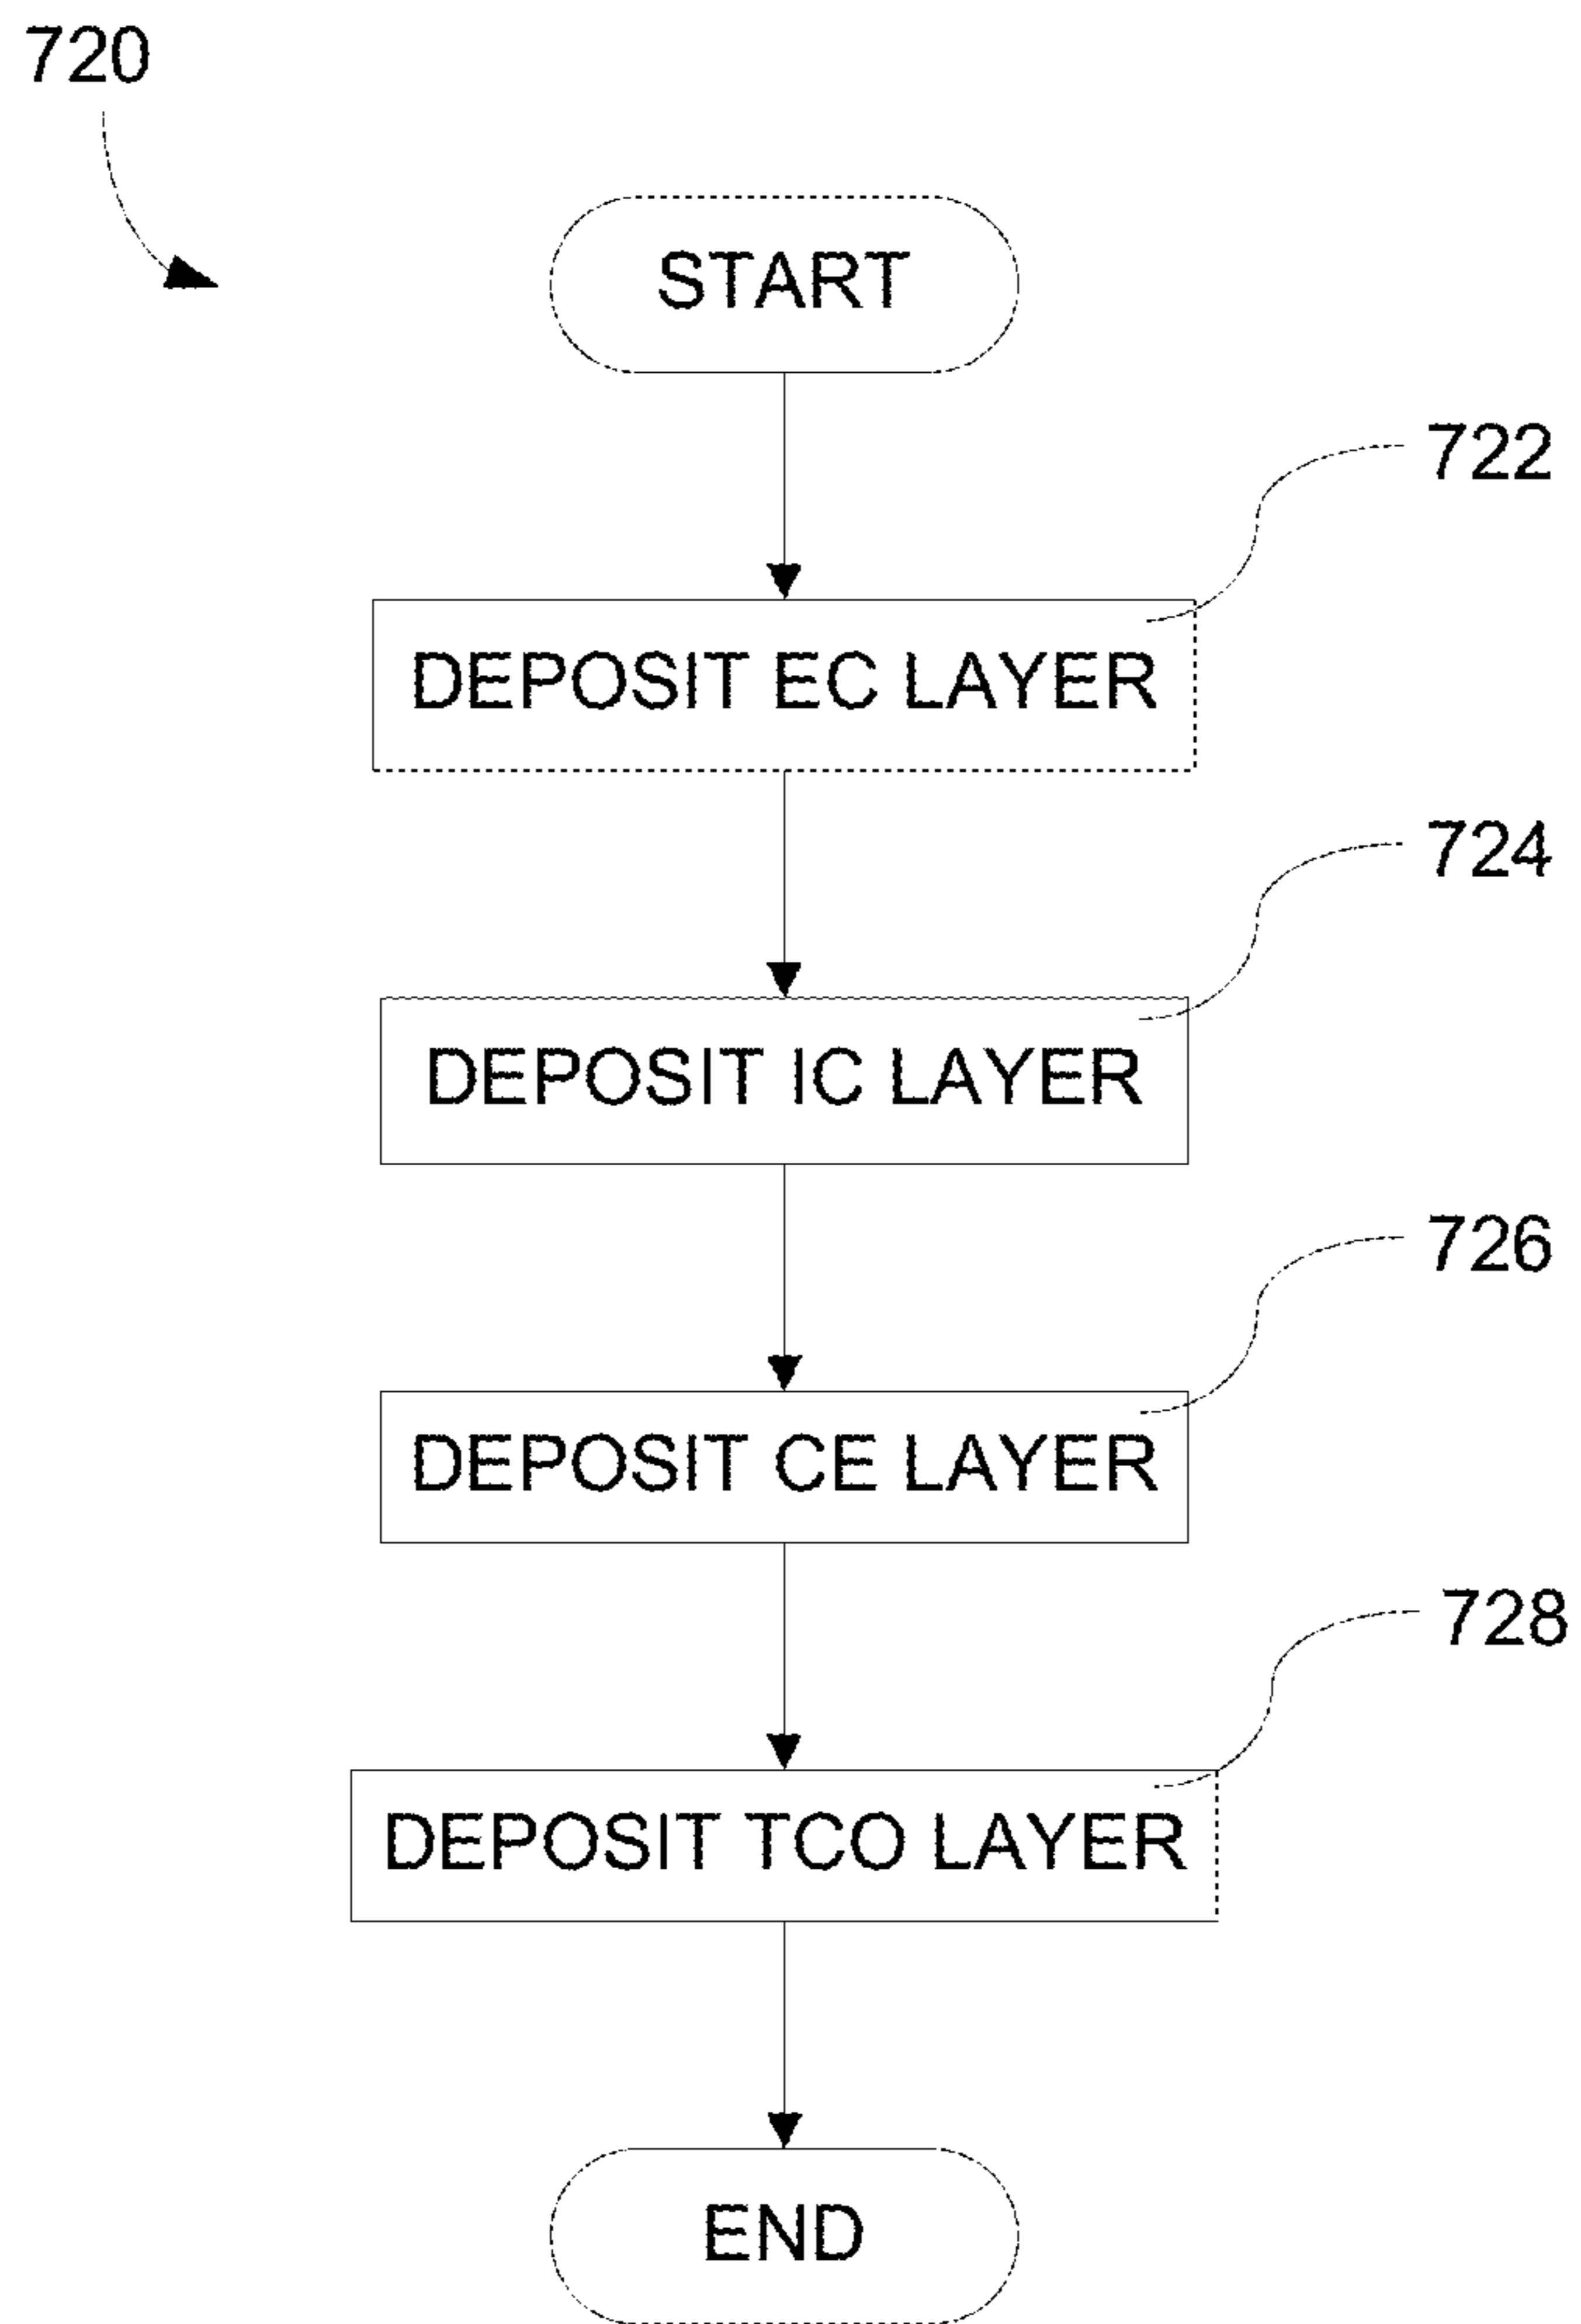 720
START
722
DEPOSIT EC LAYER
724
DEPOSIT IC LAYER
726
DEPOSIT CE LAYER
728
DEPOSIT TCO LAYER
END